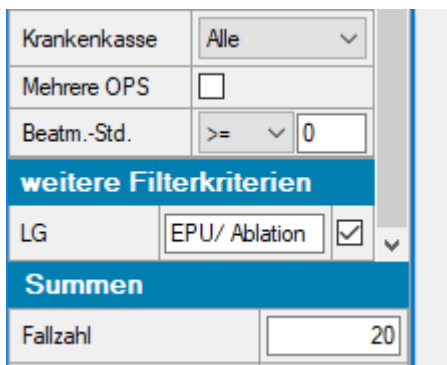 Krankenkasse Alle
Mehrere OPS
Beatm.-Std. >= 0
weitere Filterkriterien
LG EPU/ Ablation
Summen
Fallzahl 20